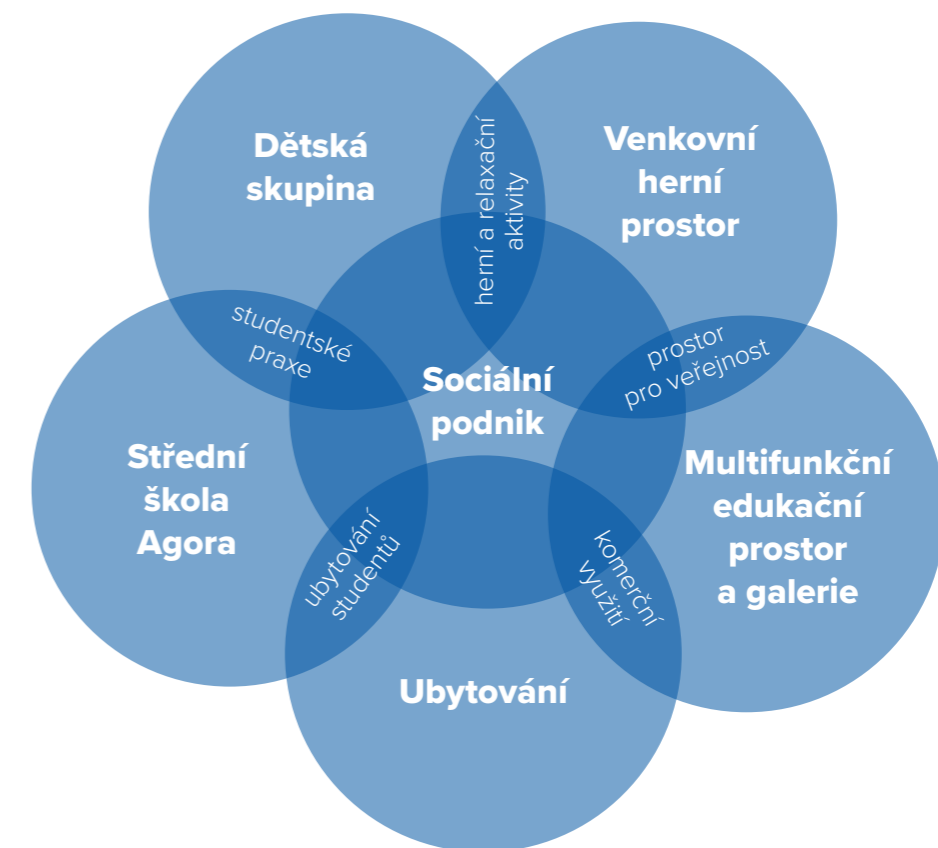 Dětská
skupina
herní a relaxační
aktivity
Venkovní
herní
prostor
studentské
praxe
Sociální
podnik
prostor
pro veřejnost
Střední
škola
Agora
Multifunkční
edukační
prostor
a galerie
ubytování
studentů
komerční
využití
Ubytování